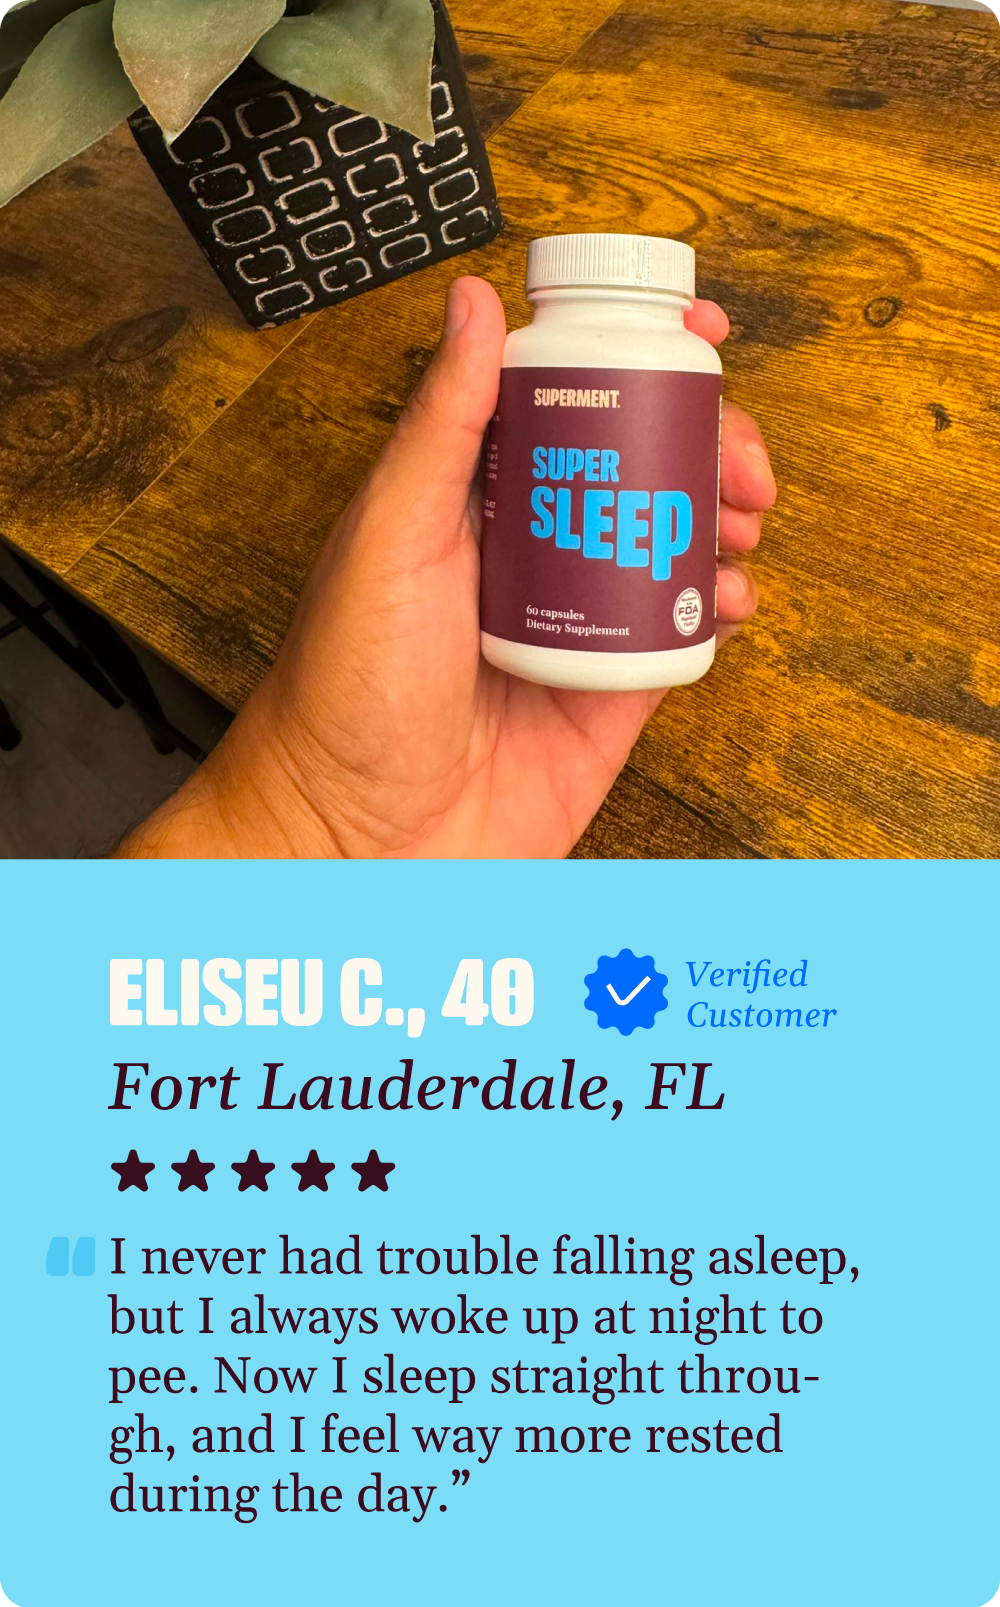 SUPERMENT
SUPER
SLEEP
60 capsules
Dietary Supplement
FDA
ELISEU C., 40
Verified
Customer
Fort Lauderdale, FL
“I never had trouble falling asleep,
but I always woke up at night to
pee. Now I sleep straight throu-
gh, and I feel way more rested
during the day.”